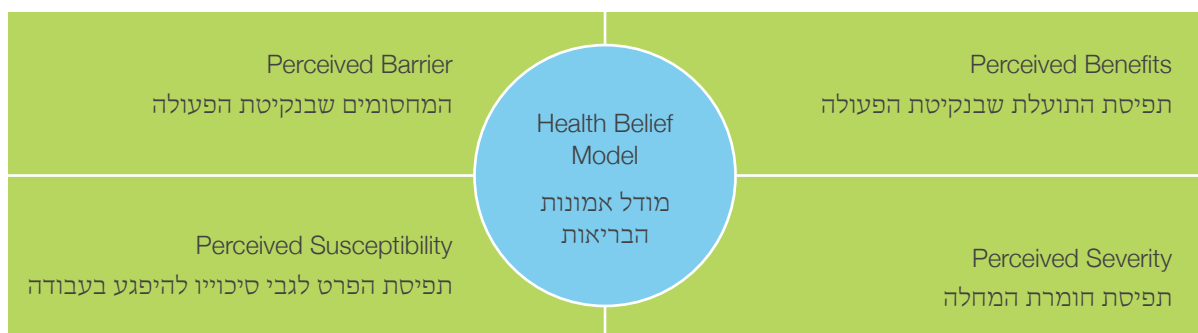 Perceived Barrier
המחסומים שבנקיטת הפעולה
Perceived Benefits
תפיסת התועלת שבנקיטת הפעולה
Health Belief
Model
מודל אמונות
הבריאות
Perceived Susceptibility
תפיסת הפרט לגבי סיכוייו להיפגע בעבודה
Perceived Severity
תפיסת חומרת המחלה